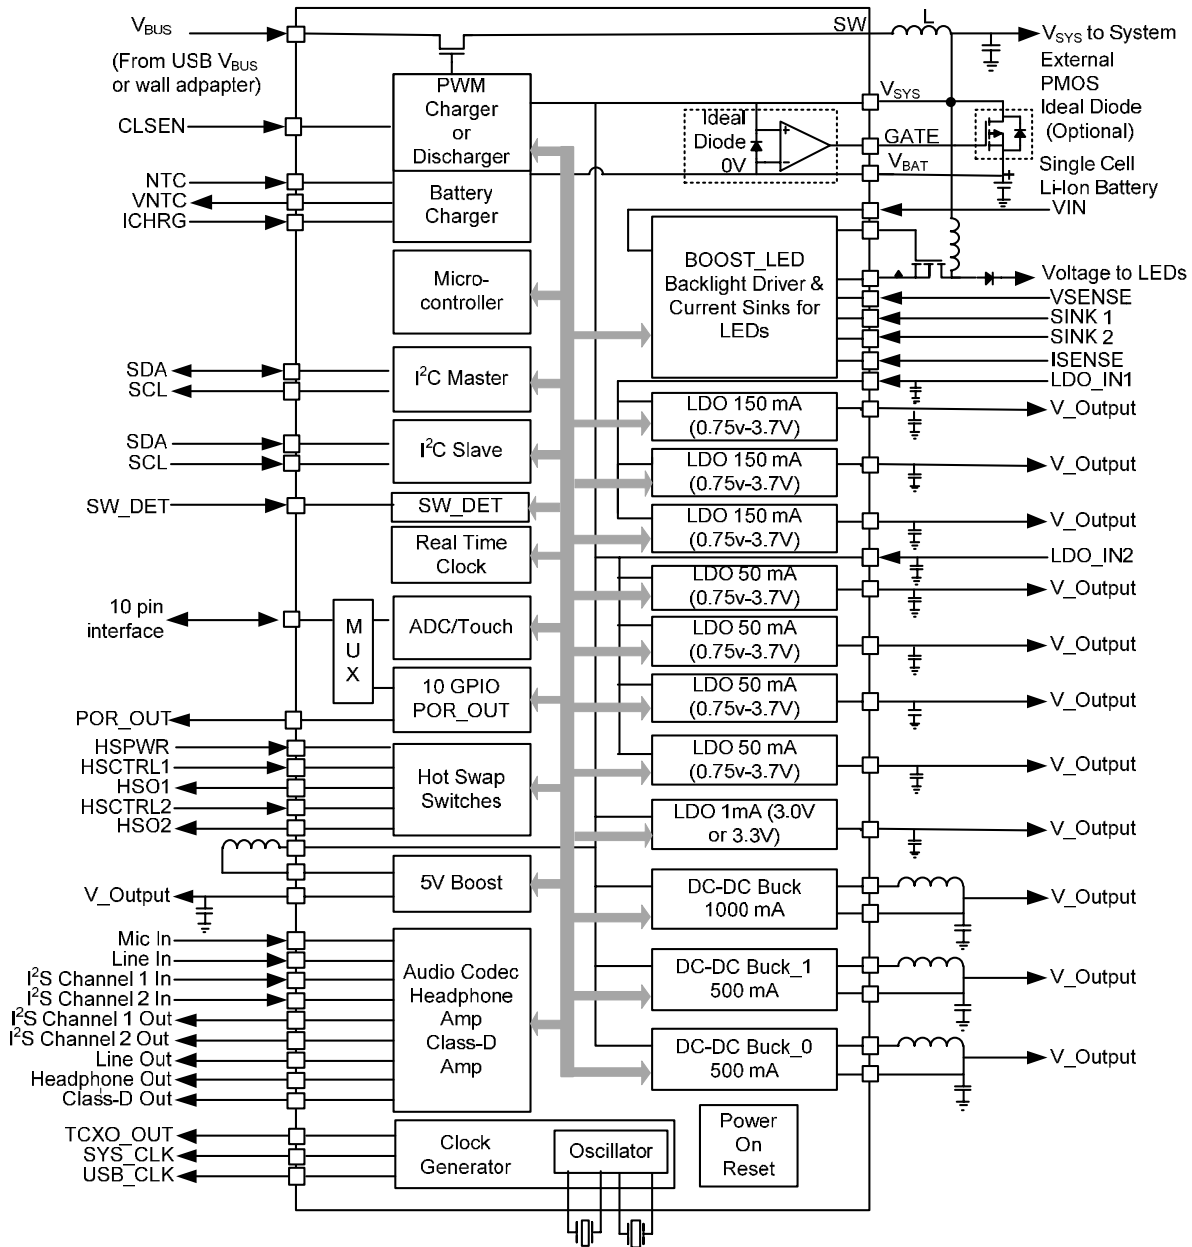 V_BUS
(From USB V_BUS
or wall adpapter)
CLSEN
NTC
VNTC
ICHRG
SDA
SCL
SDA
SCL
SW_DET
10 pin
interface
POR_OUT
HSPWR
HSCTRL1
HSO1
HSCTRL2
HSO2
V_Output
Mic In
Line In
I²S Channel 1 In
I²S Channel 2 In
I²S Channel 1 Out
I²S Channel 2 Out
Line Out
Headphone Out
Class-D Out
TCXO_OUT
SYS_CLK
USB_CLK
PWM
Charger
or
Discharger
Battery
Charger
Micro-
controller
I²C Master
I²C Slave
SW_DET
Real Time
Clock
MUX
ADC/Touch
10 GPIO
POR_OUT
Hot Swap
Switches
5V Boost
Audio Codec
Headphone
Amp
Class-D
Amp
Clock
Generator
Oscillator
Power
On
Reset
Ideal
Diode
0V
+
−
BOOST_LED
Backlight Driver &
Current Sinks for
LEDs
LDO 150 mA
(0.75v-3.7V)
LDO 150 mA
(0.75v-3.7V)
LDO 150 mA
(0.75v-3.7V)
LDO 50 mA
(0.75v-3.7V)
LDO 50 mA
(0.75v-3.7V)
LDO 50 mA
(0.75v-3.7V)
LDO 50 mA
(0.75v-3.7V)
LDO 1mA (3.0V
or 3.3V)
DC-DC Buck
1000 mA
DC-DC Buck_1
500 mA
DC-DC Buck_0
500 mA
SW
L
V_SYS
GATE
V_BAT
V_SYS to System
External
PMOS
Ideal Diode
(Optional)
+
Single Cell
Li-Ion Battery
VIN
Voltage to LEDs
VSENSE
SINK 1
SINK 2
ISENSE
LDO_IN1
V_Output
V_Output
V_Output
LDO_IN2
V_Output
V_Output
V_Output
V_Output
V_Output
V_Output
V_Output
V_Output